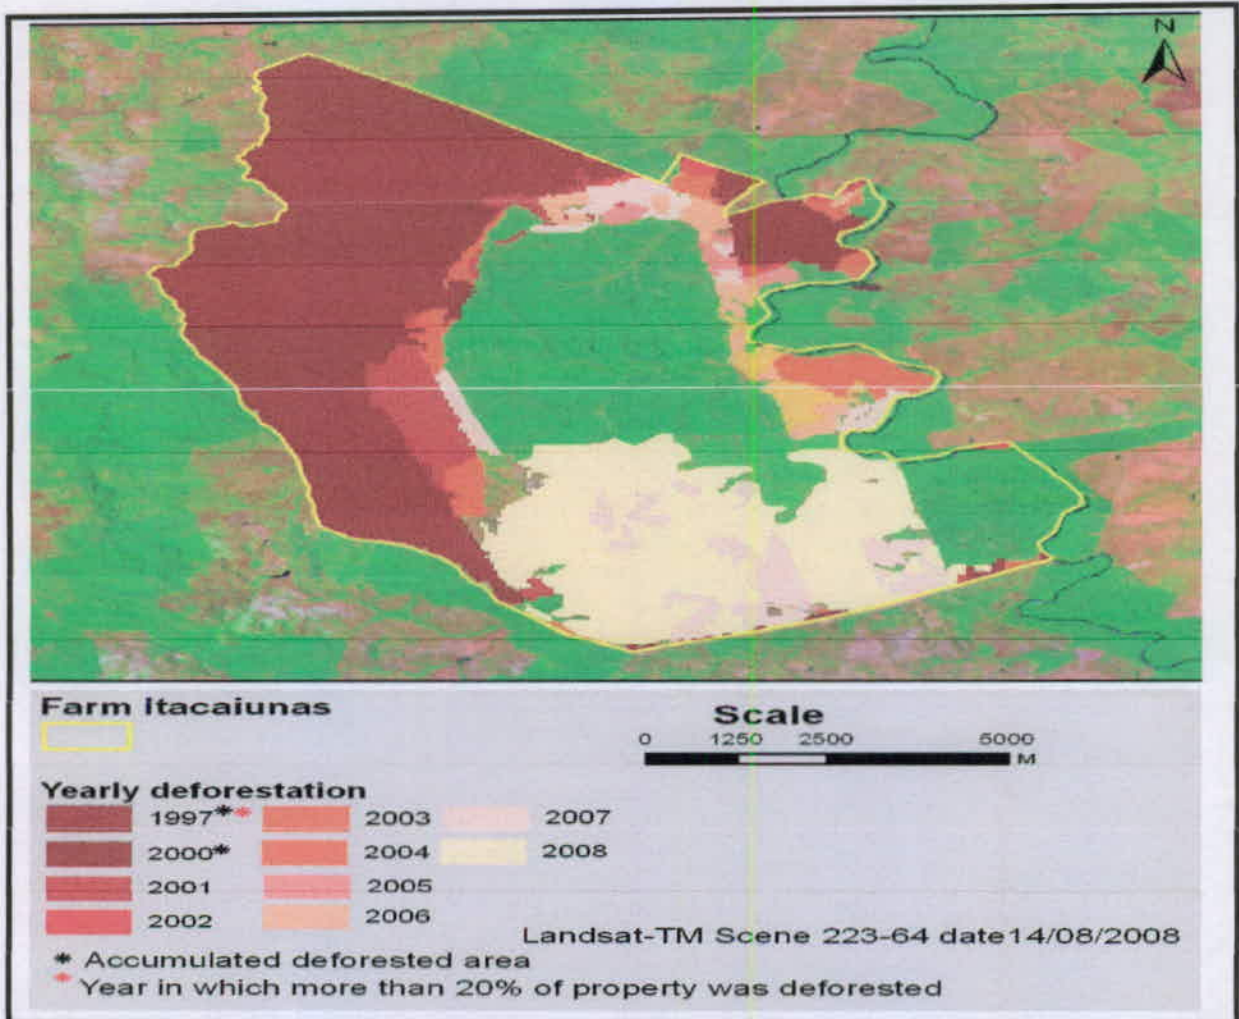 N
Farm Itacaiunas
Scale
0 1250 2500 5000
M
Yearly deforestation
1997** 2003 2007
2000* 2004 2008
2001 2005
2002 2006
Landsat-TM Scene 223-64 date14/08/2008
* Accumulated deforested area
* Year in which more than 20% of property was deforested